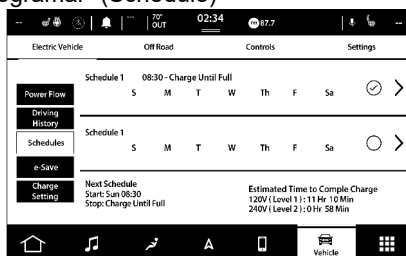 programar (Schedule)
-- 70° OUT 02:34 FM 87.7 --
Electric Vehicle Off Road Controls Settings
Schedule 1 08:30 - Charge Until Full
S M T W Th F Sa
Power Flow
Driving History
Schedules
e-Save
Charge Setting
Schedule 1
S M T W Th F Sa
Next Schedule
Start: Sun 08:30
Stop: Charge Until Full
Estimated Time to Comple Charge
120V ( Level 1 ) : 11 Hr 10 Min
240V ( Level 2 ) : 0 Hr 58 Min
A
Vehicle